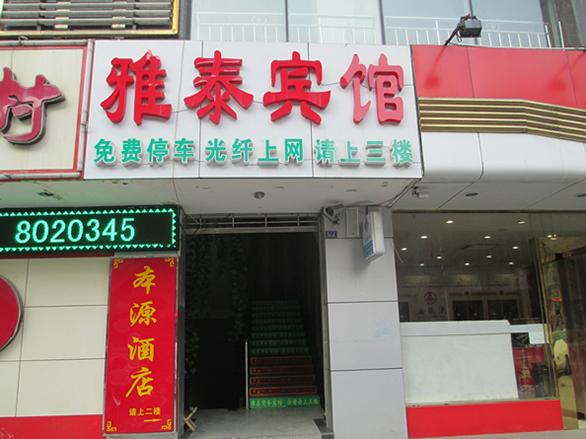 村
雅泰宾馆
免费停车 光纤上网 请上三楼
8020345
本源酒店
请上二楼